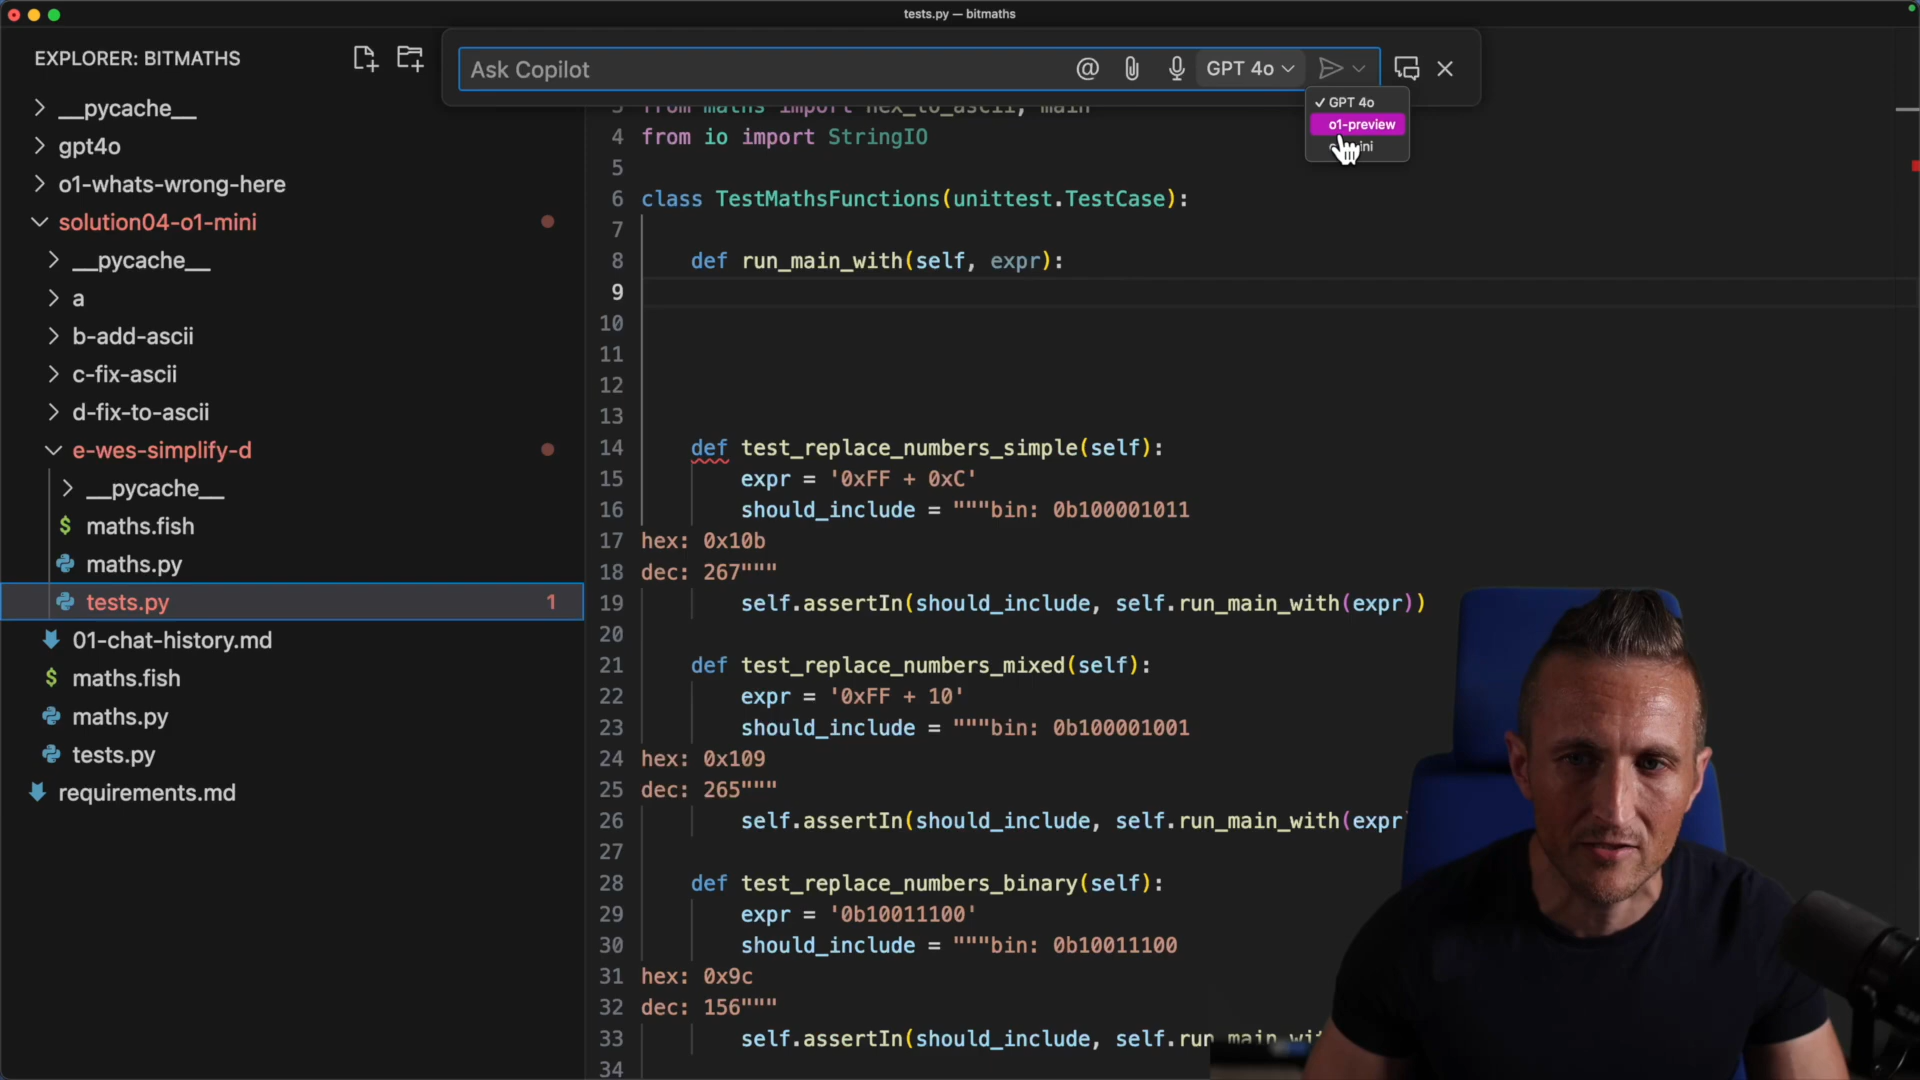 tests.py — bitmaths
EXPLORER: BITMATHS
Ask Copilot
GPT 4o
GPT 4o
o1-preview
__pycache__
gpt4o
o1-whats-wrong-here
solution04-o1-mini
__pycache__
a
b-add-ascii
c-fix-ascii
d-fix-to-ascii
e-wes-simplify-d
__pycache__
$ maths.fish
maths.py
tests.py 1
01-chat-history.md
$ maths.fish
maths.py
tests.py
requirements.md
from maths import hex_to_ascii, main
4 from io import StringIO
5
6 class TestMathsFunctions(unittest.TestCase):
7
8 def run_main_with(self, expr):
9
10
11
12
13
14 def test_replace_numbers_simple(self):
15 expr = '0xFF + 0xC'
16 should_include = """bin: 0b100001011
17 hex: 0x10b
18 dec: 267"""
19 self.assertIn(should_include, self.run_main_with(expr))
20
21 def test_replace_numbers_mixed(self):
22 expr = '0xFF + 10'
23 should_include = """bin: 0b100001001
24 hex: 0x109
25 dec: 265"""
26 self.assertIn(should_include, self.run_main_with(expr
27
28 def test_replace_numbers_binary(self):
29 expr = '0b10011100'
30 should_include = """bin: 0b10011100
31 hex: 0x9c
32 dec: 156"""
33 self.assertIn(should_include, self.run_main_wi
34